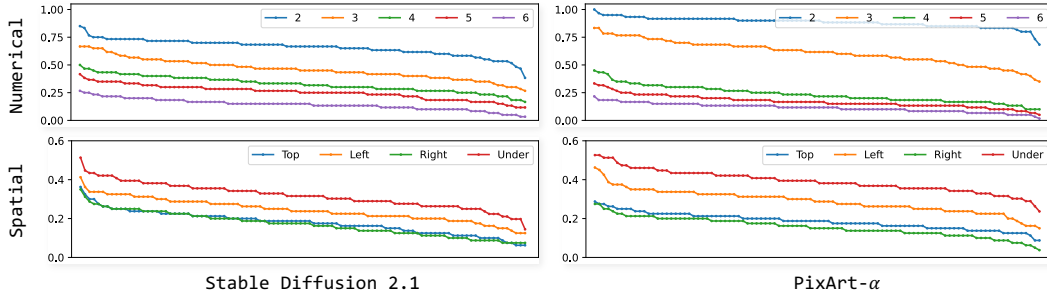 Numerical
1.00
0.75
0.50
0.25
0.00
2 3 4 5 6
2 3 4 5 6
Spatial
0.6
0.4
0.2
0.0
Top Left Right Under
0.6
0.4
0.2
0.0
Top Left Right Under
Stable Diffusion 2.1
PixArt-α
1.00
0.75
0.50
0.25
0.00